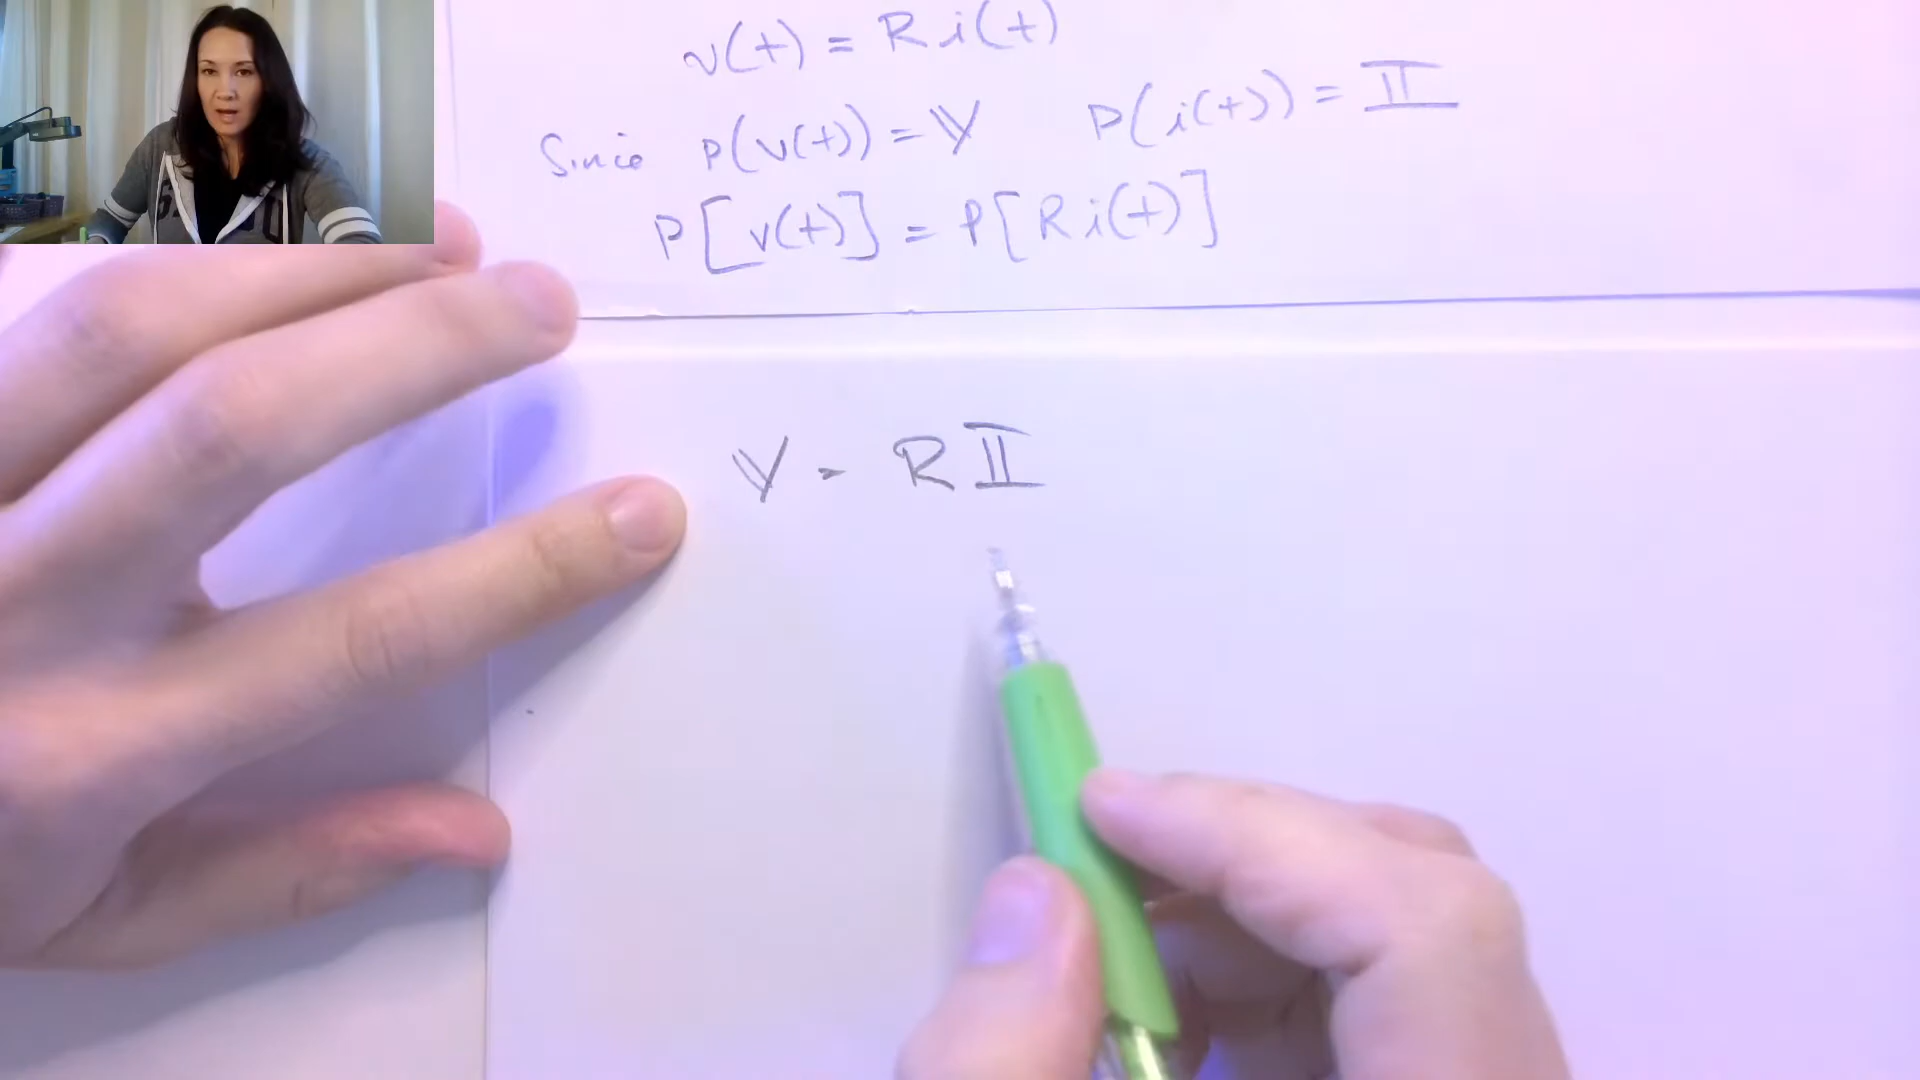 v(t) = R i(t)
Since P(v(t)) = 𝕍 P(i(t)) = 𝕀
P[v(t)] = P[R i(t)]
𝕍 = R 𝕀